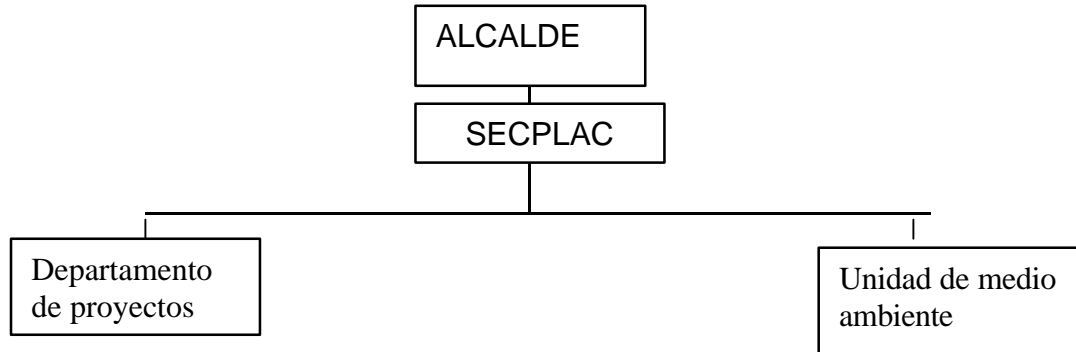 ALCALDE
SECPLAC
Departamento
de proyectos
Unidad de medio
ambiente